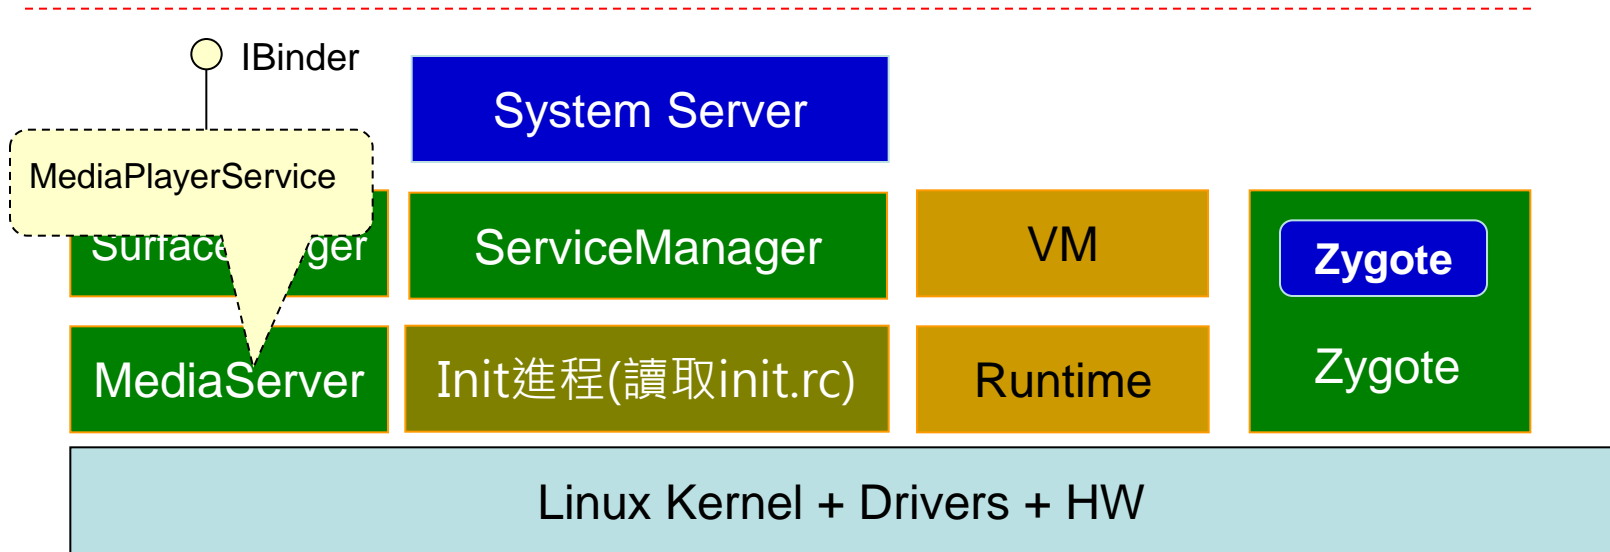 IBinder
System Server
MediaPlayerService
ServiceManager
VM
Zygote
MediaServer
Init進程(讀取init.rc)
Runtime
Zygote
Linux Kernel + Drivers + HW